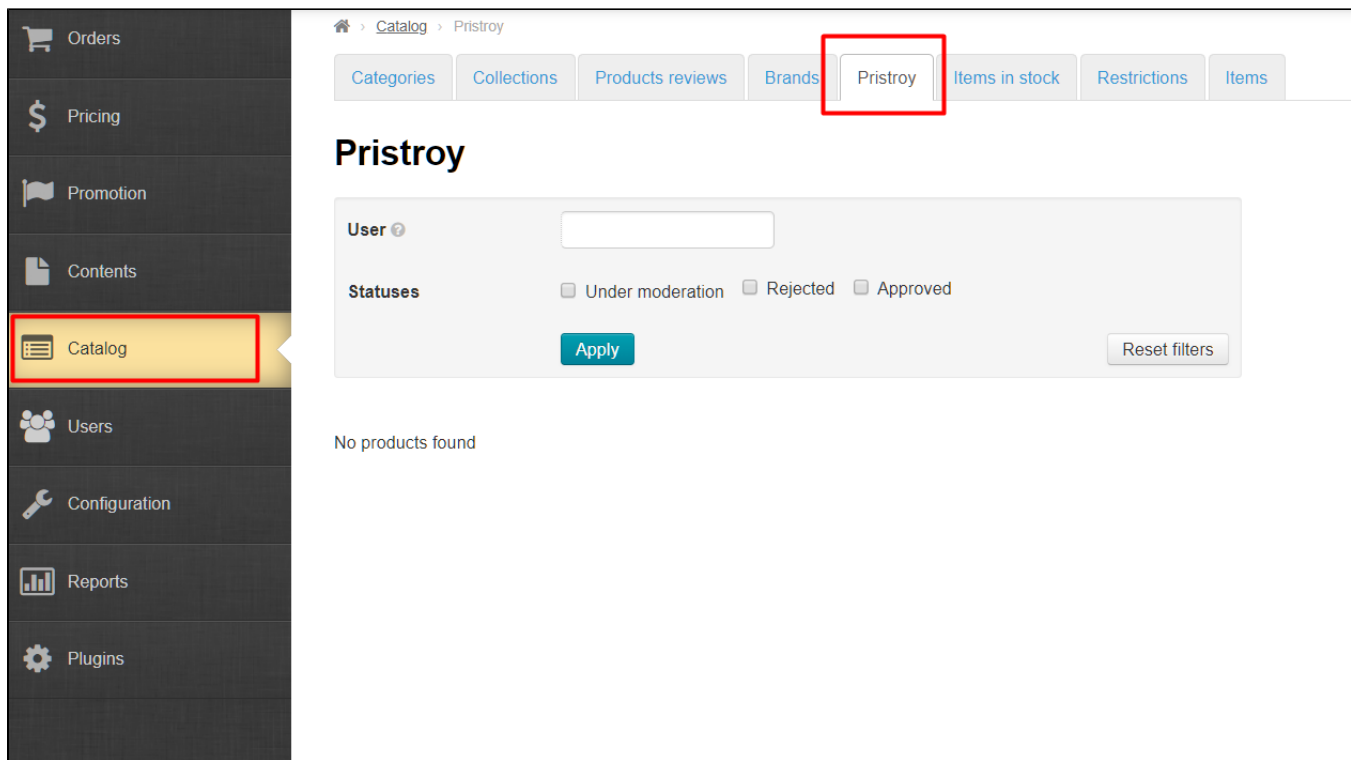 Orders
Pricing
Promotion
Contents
Catalog
Users
Configuration
Reports
Plugins
Catalog › Pristroy
Categories Collections Products reviews Brands Pristroy Items in stock Restrictions Items
Pristroy
User
Statuses Under moderation Rejected Approved
Apply Reset filters
No products found